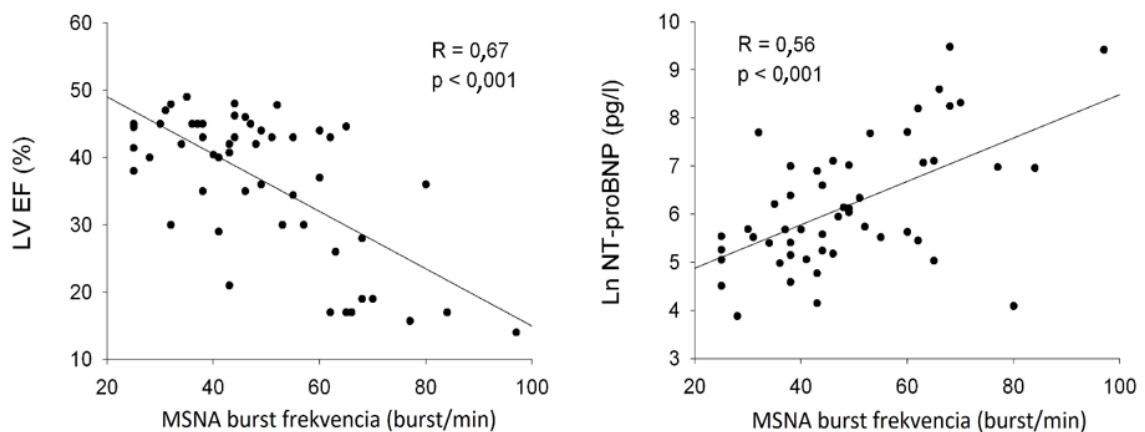 LV EF (%)
60
50
40
30
20
10
R = 0,67
p < 0,001
20 40 60 80 100
MSNA burst frekvencia (burst/min)
Ln NT-proBNP (pg/l)
10
9
8
7
6
5
4
3
R = 0,56
p < 0,001
20 40 60 80 100
MSNA burst frekvencia (burst/min)